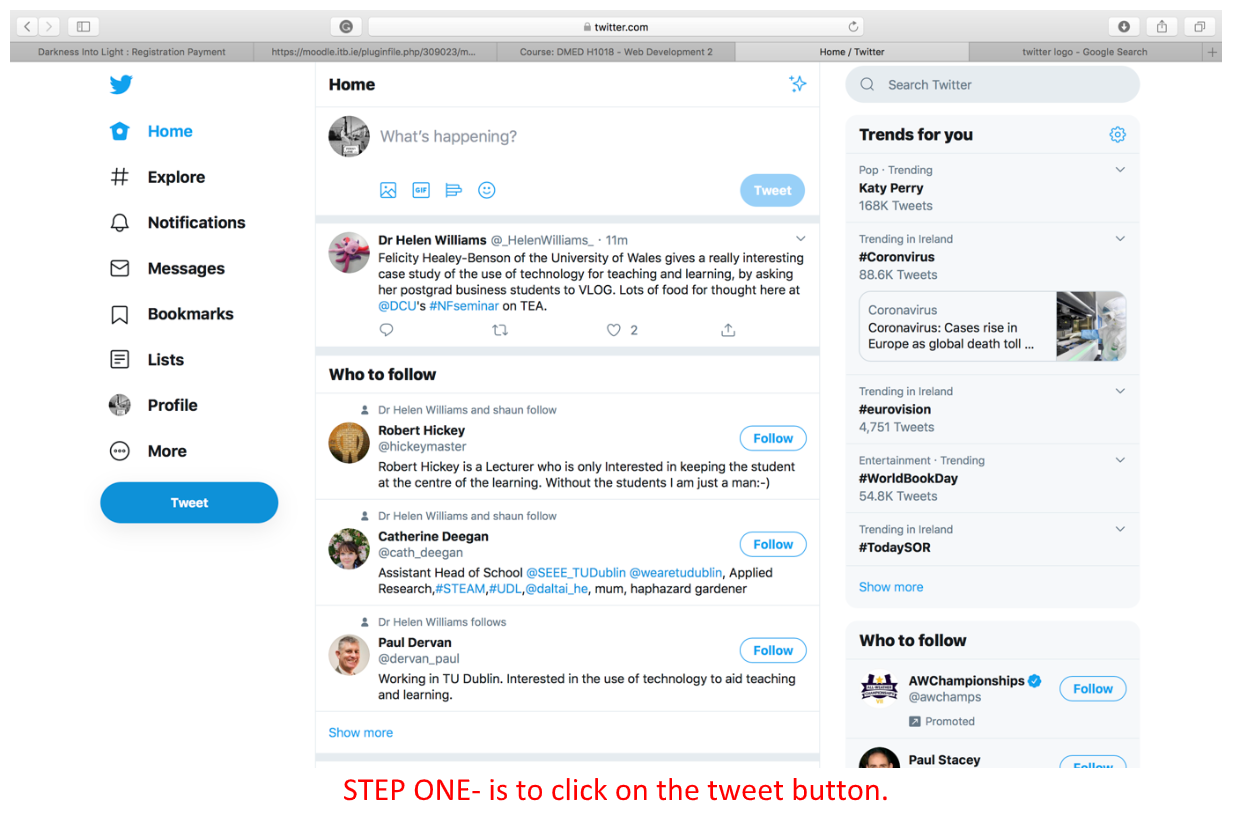 twitter.com
Darkness Into Light : Registration Payment
https://moodle.itb.ie/pluginfile.php/309023/m...
Course: DMED H1018 - Web Development 2
Home / Twitter
twitter logo - Google Search
Home
Explore
Notifications
Messages
Bookmarks
Lists
Profile
More
Tweet
Home
What's happening?
GIF
Tweet
Dr Helen Williams @_HelenWilliams_ · 11m
Felicity Healey-Benson of the University of Wales gives a really interesting
case study of the use of technology for teaching and learning, by asking
her postgrad business students to VLOG. Lots of food for thought here at
@DCU's #NFseminar on TEA.
2
Who to follow
Dr Helen Williams and shaun follow
Robert Hickey
@hickeymaster
Follow
Robert Hickey is a Lecturer who is only Interested in keeping the student
at the centre of the learning. Without the students I am just a man:-)
Dr Helen Williams and shaun follow
Catherine Deegan
@cath_deegan
Follow
Assistant Head of School @SEEE_TUDublin @wearetudublin, Applied
Research,#STEAM,#UDL,@daltai_he, mum, haphazard gardener
Dr Helen Williams follows
Paul Dervan
@dervan_paul
Follow
Working in TU Dublin. Interested in the use of technology to aid teaching
and learning.
Show more
Search Twitter
Trends for you
Pop · Trending
Katy Perry
168K Tweets
Trending in Ireland
#Coronvirus
88.6K Tweets
Coronavirus
Coronavirus: Cases rise in
Europe as global death toll ...
Trending in Ireland
#eurovision
4,751 Tweets
Entertainment · Trending
#WorldBookDay
54.8K Tweets
Trending in Ireland
#TodaySOR
Show more
Who to follow
AWChampionships
@awchamps
Follow
Promoted
Paul Stacey
Follow
STEP ONE- is to click on the tweet button.